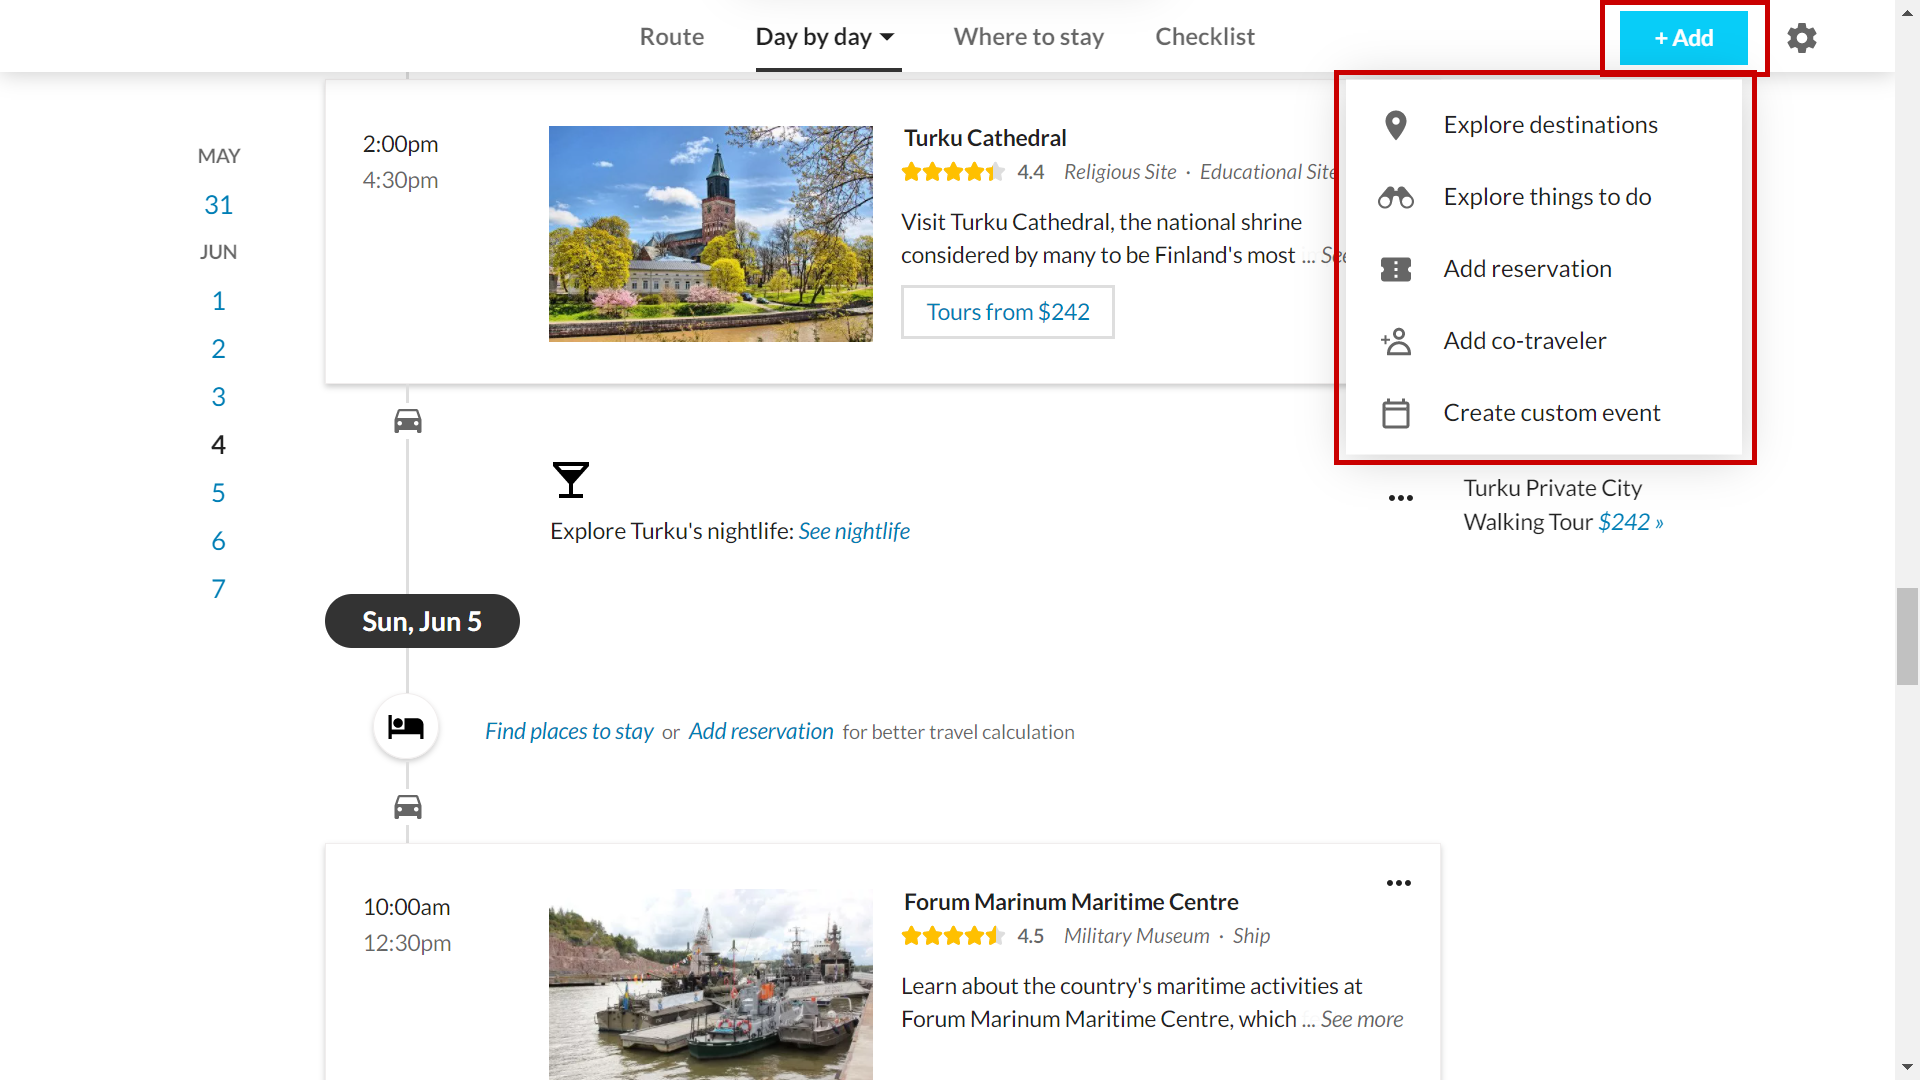 Route
Day by day
Where to stay
Checklist
+ Add
MAY
31
JUN
1
2
3
4
5
6
7
2:00pm
4:30pm
Turku Cathedral
4.4 Religious Site · Educational Site
Visit Turku Cathedral, the national shrine
considered by many to be Finland's most ...
Tours from $242
Explore destinations
Explore things to do
Add reservation
Add co-traveler
Create custom event
Explore Turku's nightlife: See nightlife
Turku Private City
Walking Tour $242 »
Sun, Jun 5
Find places to stay or Add reservation for better travel calculation
10:00am
12:30pm
Forum Marinum Maritime Centre
4.5 Military Museum · Ship
Learn about the country's maritime activities at
Forum Marinum Maritime Centre, which ... See more